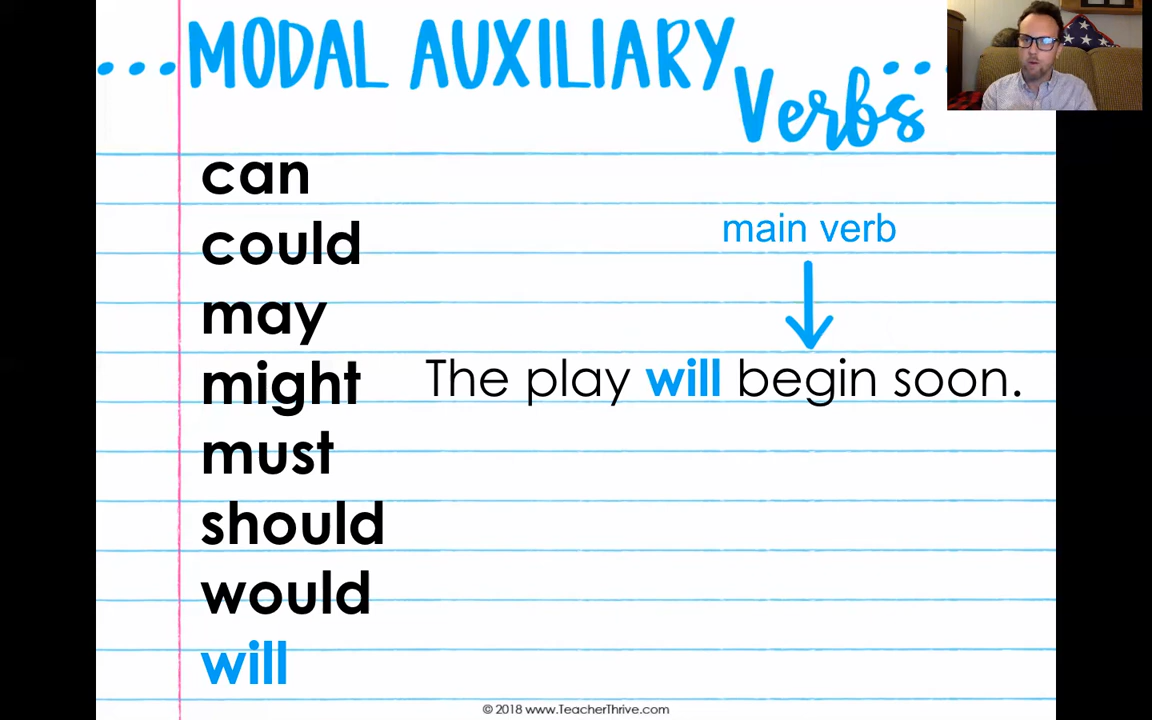 ...MODAL AUXILIARY Verbs...
can
could
main verb
may
might
The play will begin soon.
must
should
would
will
© 2018 www.TeacherThrive.com